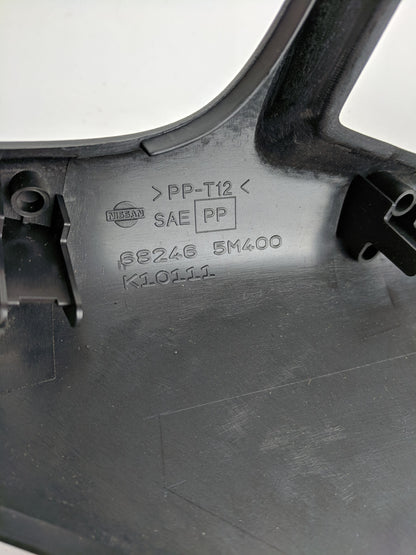 >PP-T12<
NISSAN SAE PP
68246 5M400
K10111